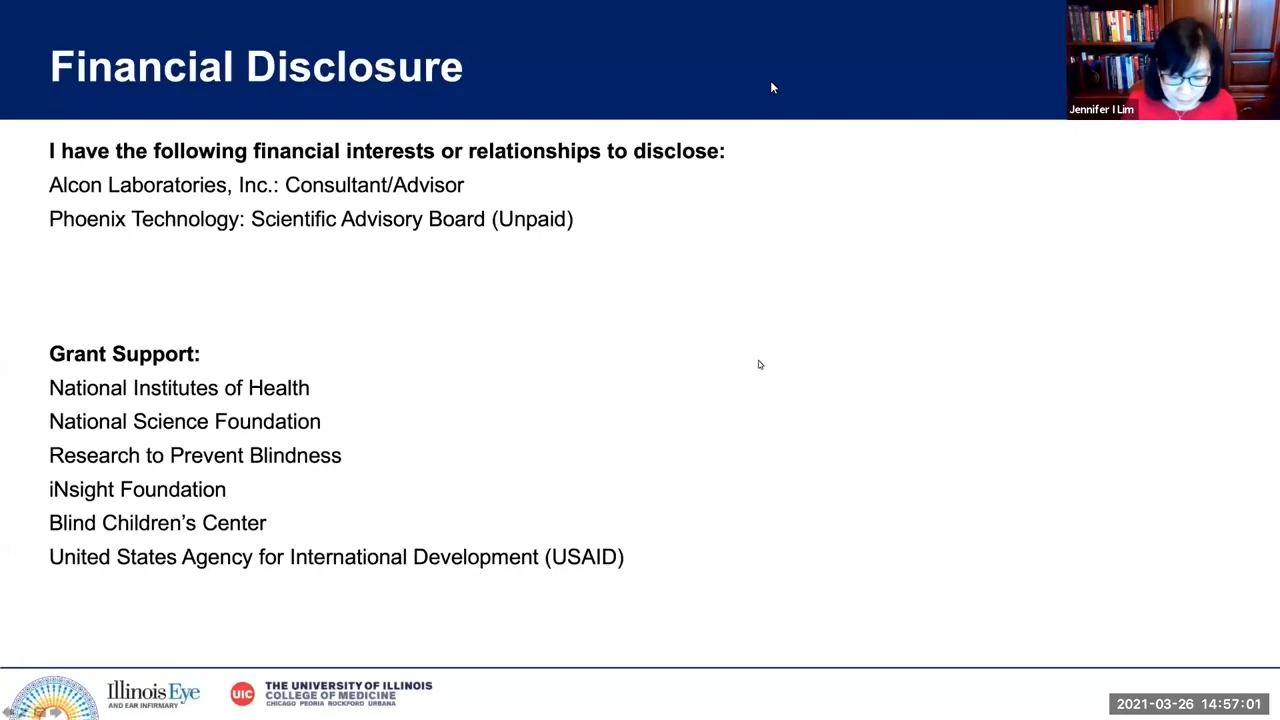 Financial Disclosure
Jennifer I Lim
I have the following financial interests or relationships to disclose:
Alcon Laboratories, Inc.: Consultant/Advisor
Phoenix Technology: Scientific Advisory Board (Unpaid)
Grant Support:
National Institutes of Health
National Science Foundation
Research to Prevent Blindness
iNsight Foundation
Blind Children’s Center
United States Agency for International Development (USAID)
Illinois Eye
AND EAR INFIRMARY
UIC
THE UNIVERSITY OF ILLINOIS
COLLEGE OF MEDICINE
CHICAGO PEORIA ROCKFORD URBANA
2021-03-26 14:57:01